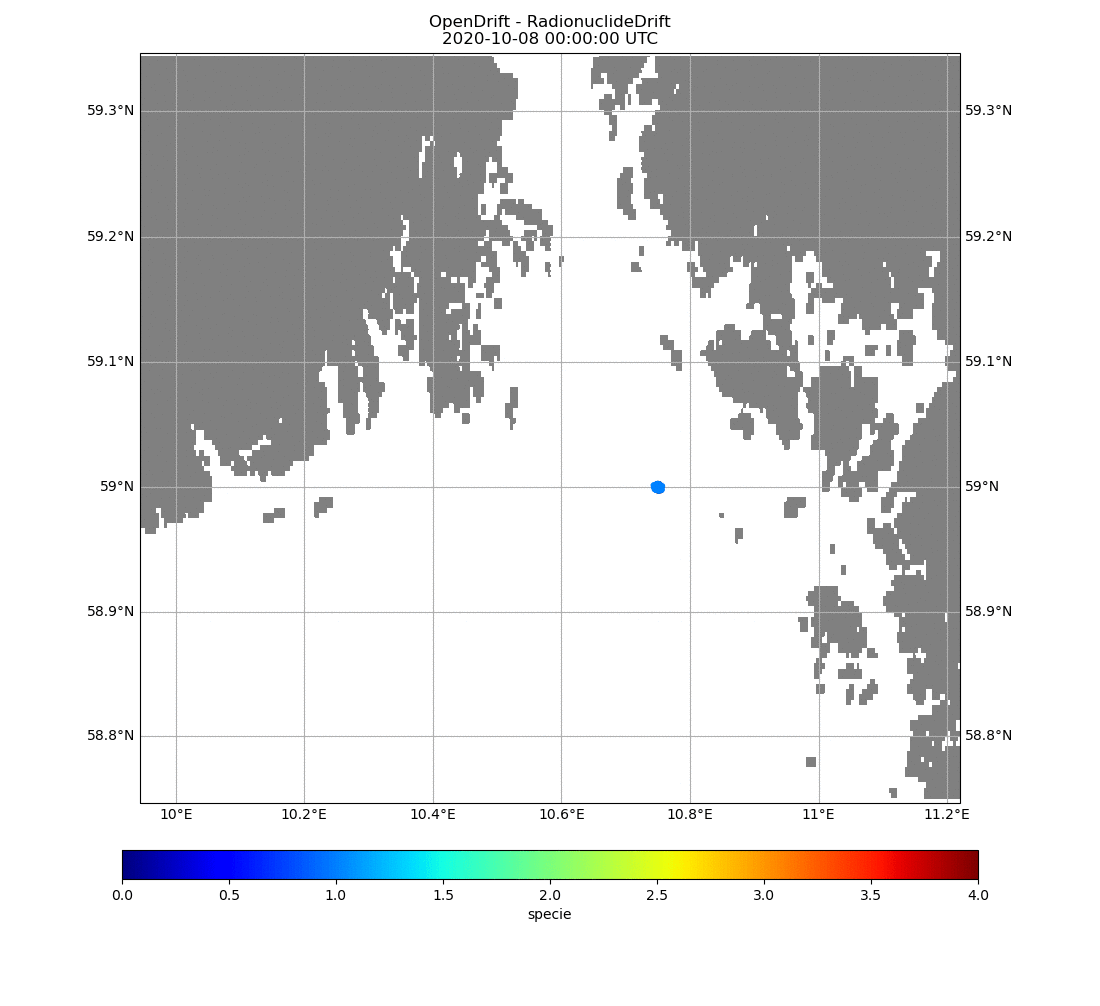 OpenDrift - RadionuclideDrift
2020-10-08 00:00:00 UTC
59.3°N 59.3°N
59.2°N 59.2°N
59.1°N 59.1°N
59°N 59°N
58.9°N 58.9°N
58.8°N 58.8°N
10°E 10.2°E 10.4°E 10.6°E 10.8°E 11°E 11.2°E
0.0 0.5 1.0 1.5 2.0 2.5 3.0 3.5 4.0
specie